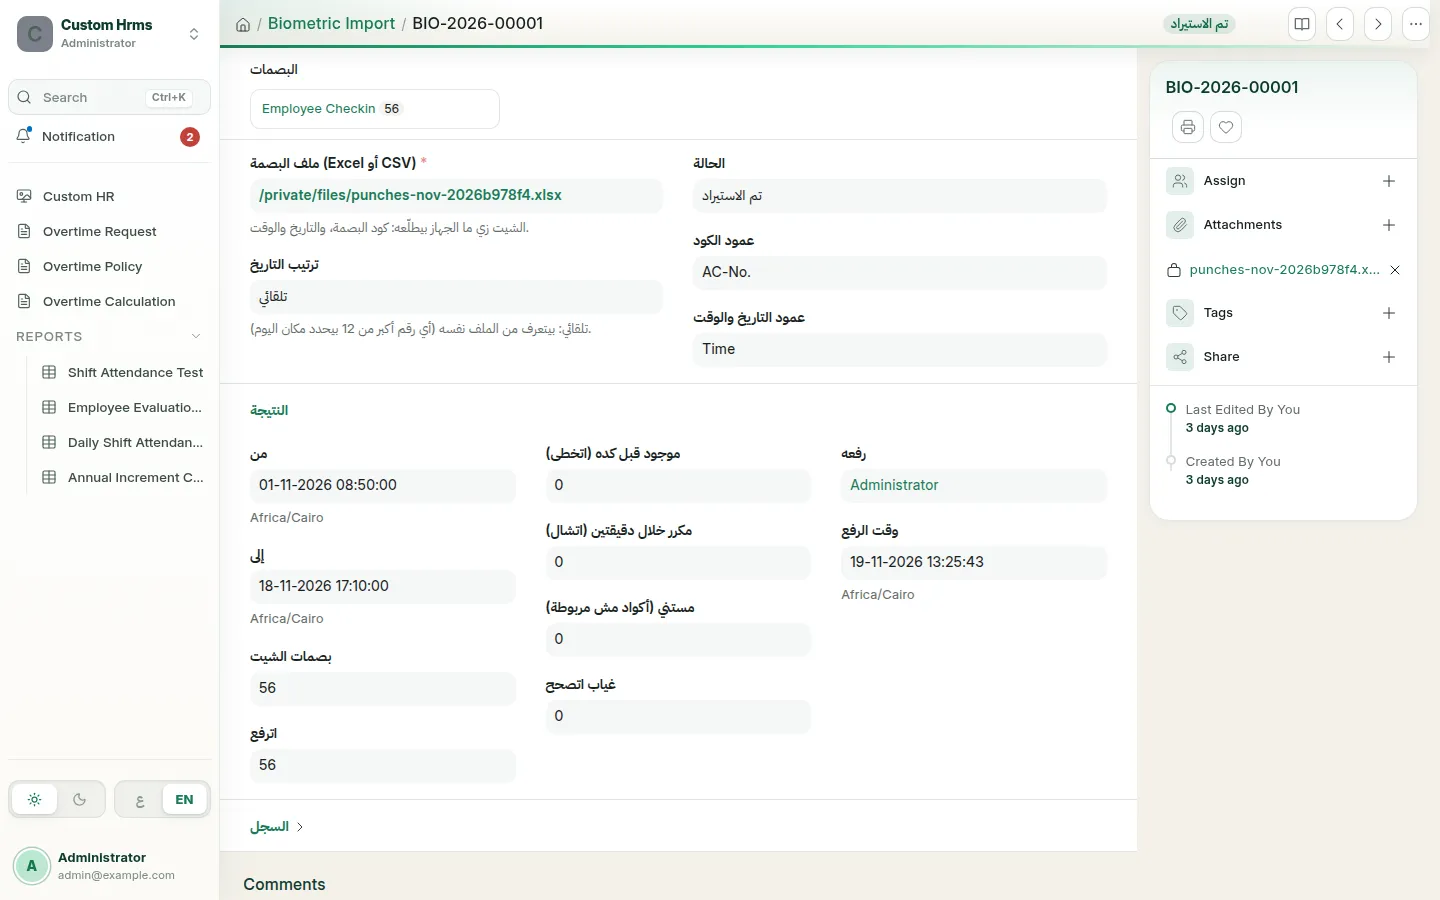 Custom Hrms
Administrator
Search Ctrl+K
Notification 2
Custom HR
Overtime Request
Overtime Policy
Overtime Calculation
REPORTS
Shift Attendance Test
Employee Evaluatio...
Daily Shift Attendan...
Annual Increment C...
ع EN
A
Administrator
admin@example.com
C
/ Biometric Import / BIO-2026-00001
تم الاستيراد
البصمات
Employee Checkin 56
ملف البصمة (Excel أو CSV) *
/private/files/punches-nov-2026b978f4.xlsx
الشيت زي ما الجهاز بيطلّعه: كود البصمة، والتاريخ والوقت.
ترتيب التاريخ
تلقائي
تلقائي: بيتعرف من الملف نفسه (أي رقم أكبر من 12 بيحدد مكان اليوم).
الحالة
تم الاستيراد
عمود الكود
AC-No.
عمود التاريخ والوقت
Time
النتيجة
من
01-11-2026 08:50:00
Africa/Cairo
إلى
18-11-2026 17:10:00
Africa/Cairo
بصمات الشيت
56
اترفع
56
موجود قبل كده (اتخطى)
0
مكرر خلال دقيقتين (اتشال)
0
مستني (أكواد مش مربوطة)
0
غياب اتصحح
0
رفعه
Administrator
وقت الرفع
19-11-2026 13:25:43
Africa/Cairo
السجل
Comments
BIO-2026-00001
Assign
Attachments
punches-nov-2026b978f4.x...
Tags
Share
Last Edited By You
3 days ago
Created By You
3 days ago